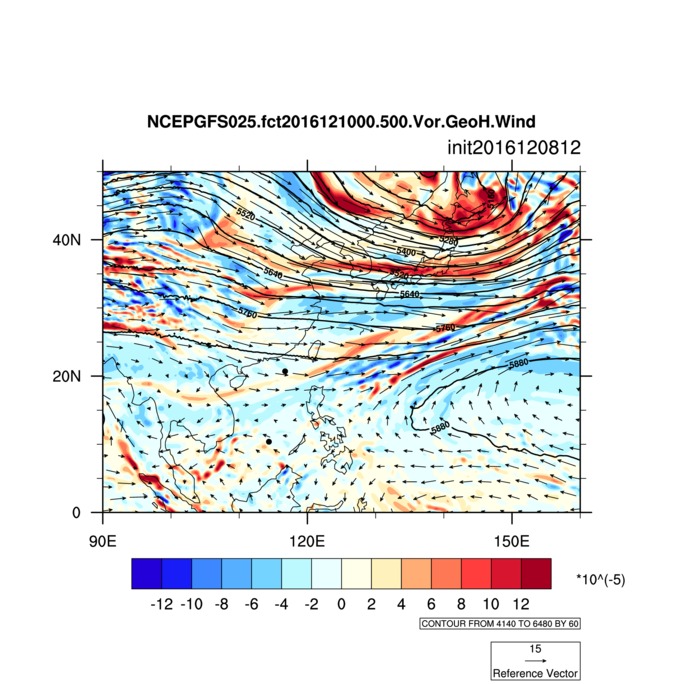 NCEPGFS025.fct2016121000.500.Vor.GeoH.Wind
init2016120812
5520
5280
40N
5400
5640
5520
5640
5760
5760
20N
5880
5880
0
90E 120E 150E
-12 -10 -8 -6 -4 -2 0 2 4 6 8 10 12
*10^(-5)
CONTOUR FROM 4140 TO 6480 BY 60
15
Reference Vector